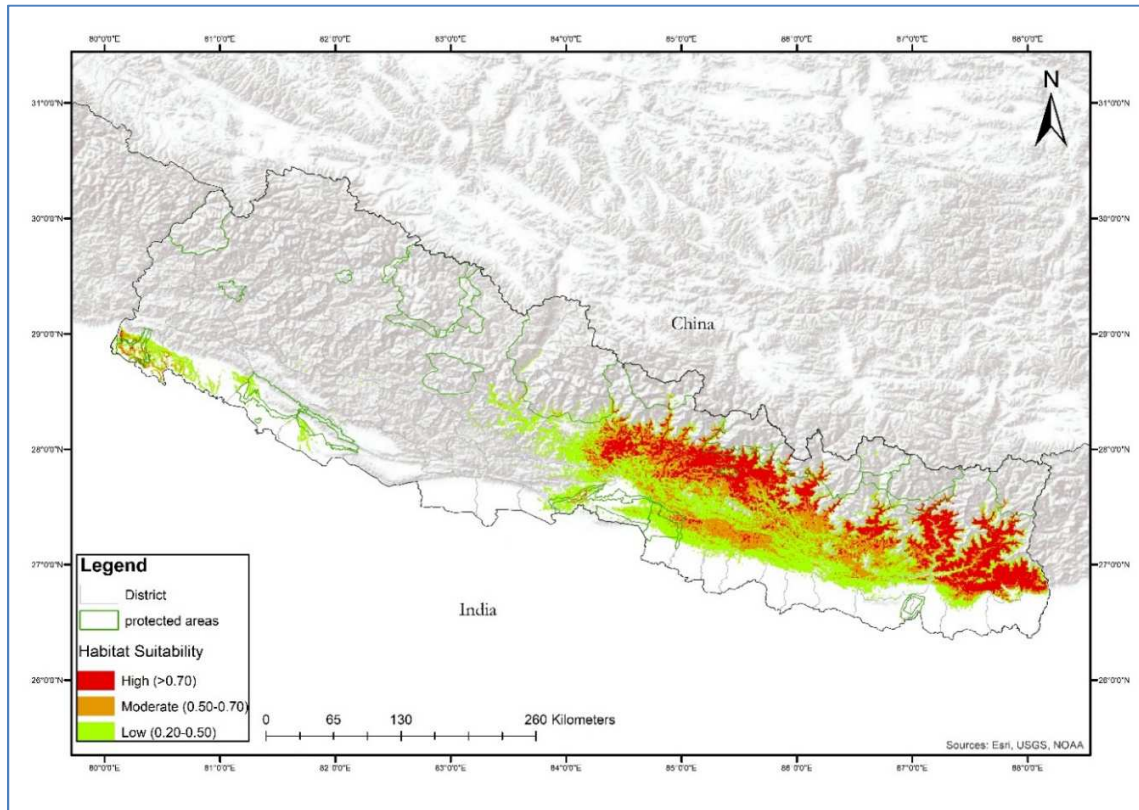 80°0'0"E 81°0'0"E 82°0'0"E 83°0'0"E 84°0'0"E 85°0'0"E 86°0'0"E 87°0'0"E 88°0'0"E
N
31°0'0"N 31°0'0"N
30°0'0"N 30°0'0"N
China
29°0'0"N 29°0'0"N
28°0'0"N 28°0'0"N
27°0'0"N 27°0'0"N
India
26°0'0"N 26°0'0"N
Legend
District
protected areas
Habitat Suitability
High (>0.70)
Moderate (0.50-0.70)
Low (0.20-0.50)
0 65 130 260 Kilometers
Sources: Esri, USGS, NOAA
80°0'0"E 81°0'0"E 82°0'0"E 83°0'0"E 84°0'0"E 85°0'0"E 86°0'0"E 87°0'0"E 88°0'0"E